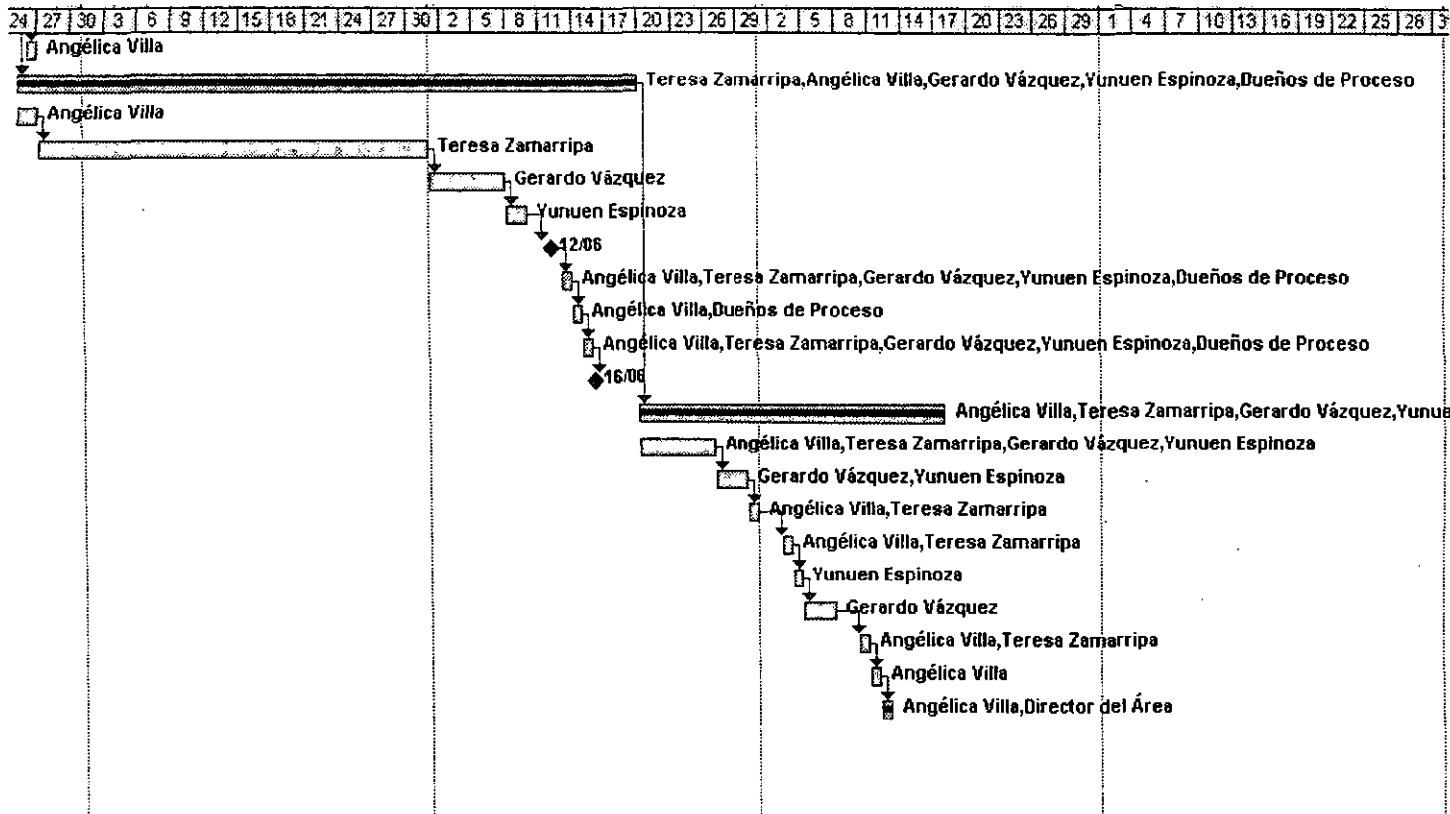 24 27 30 3 6 9 12 15 18 21 24 27 30 2 5 8 11 14 17 20 23 26 29 2 5 8 11 14 17 20 23 26 29 1 4 7 10 13 16 19 22 25 28 3
Angélica Villa
Teresa Zamarripa,Angélica Villa,Gerardo Vázquez,Yunuen Espinoza,Dueños de Proceso
Angélica Villa
Teresa Zamarripa
Gerardo Vázquez
Yunuen Espinoza
12/06
Angélica Villa,Teresa Zamarripa,Gerardo Vázquez,Yunuen Espinoza,Dueños de Proceso
Angélica Villa,Dueños de Proceso
Angélica Villa,Teresa Zamarripa,Gerardo Vázquez,Yunuen Espinoza,Dueños de Proceso
16/06
Angélica Villa,Teresa Zamarripa,Gerardo Vázquez,Yunue
Angélica Villa,Teresa Zamarripa,Gerardo Vázquez,Yunuen Espinoza
Gerardo Vázquez,Yunuen Espinoza
Angélica Villa,Teresa Zamarripa
Angélica Villa,Teresa Zamarripa
Yunuen Espinoza
Gerardo Vázquez
Angélica Villa,Teresa Zamarripa
Angélica Villa
Angélica Villa,Director del Área